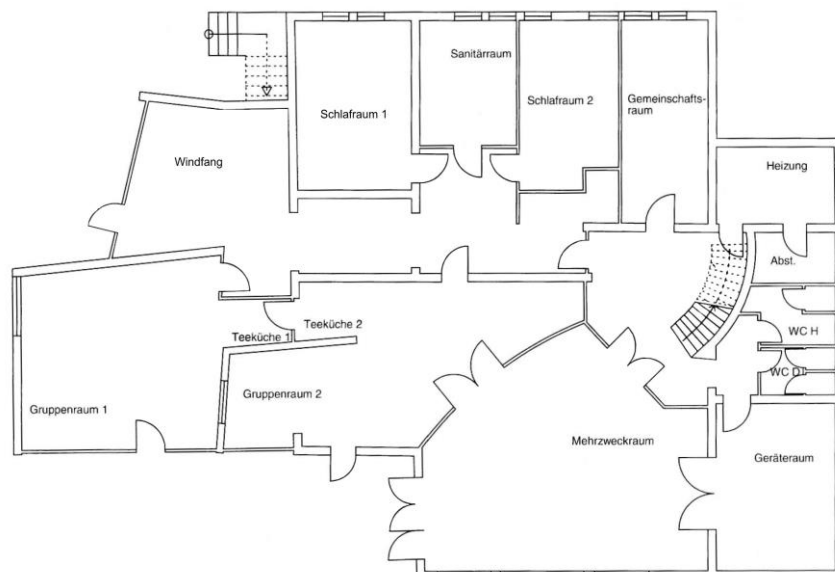 Sanitärraum
Schlafraum 1
Schlafraum 2
Gemeinschafts-
raum
Windfang
Heizung
Abst.
Teeküche 1
Teeküche 2
WC H
WC D
Gruppenraum 1
Gruppenraum 2
Mehrzweckraum
Geräteraum